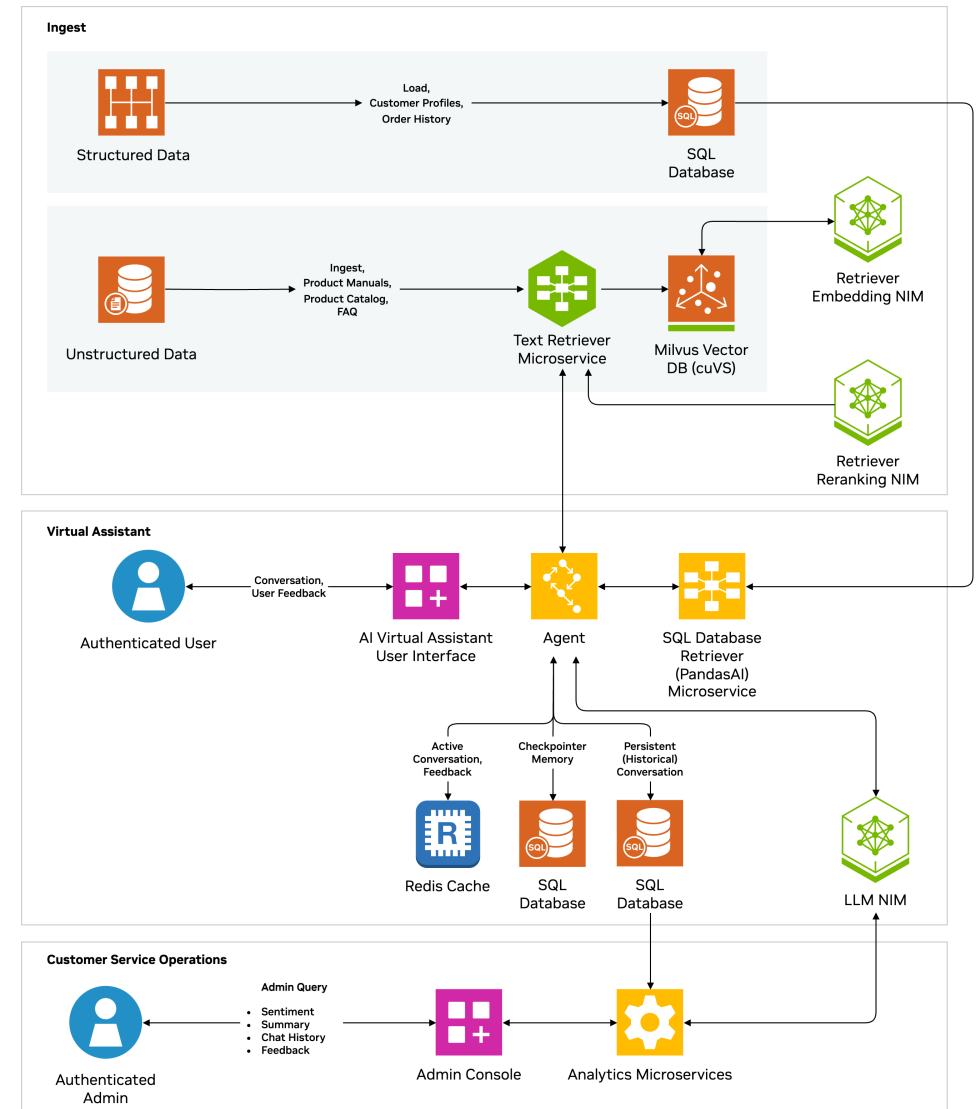 Ingest
Load,
Customer Profiles,
Order History
SQL
Structured Data
SQL
Database
Ingest,
Product Manuals,
Product Catalog,
FAQ
Unstructured Data
Text Retriever
Microservice
Milvus Vector
DB (cuVS)
Retriever
Embedding NIM
Retriever
Reranking NIM
Virtual Assistant
Conversation,
User Feedback
Authenticated User
AI Virtual Assistant
User Interface
Agent
SQL Database
Retriever
(PandasAI)
Microservice
Active
Conversation,
Feedback
Checkpointer
Memory
Persistent
(Historical)
Conversation
R
SQL
SQL
Redis Cache
SQL
Database
SQL
Database
LLM NIM
Customer Service Operations
Admin Query
• Sentiment
• Summary
• Chat History
• Feedback
Authenticated
Admin
Admin Console
Analytics Microservices